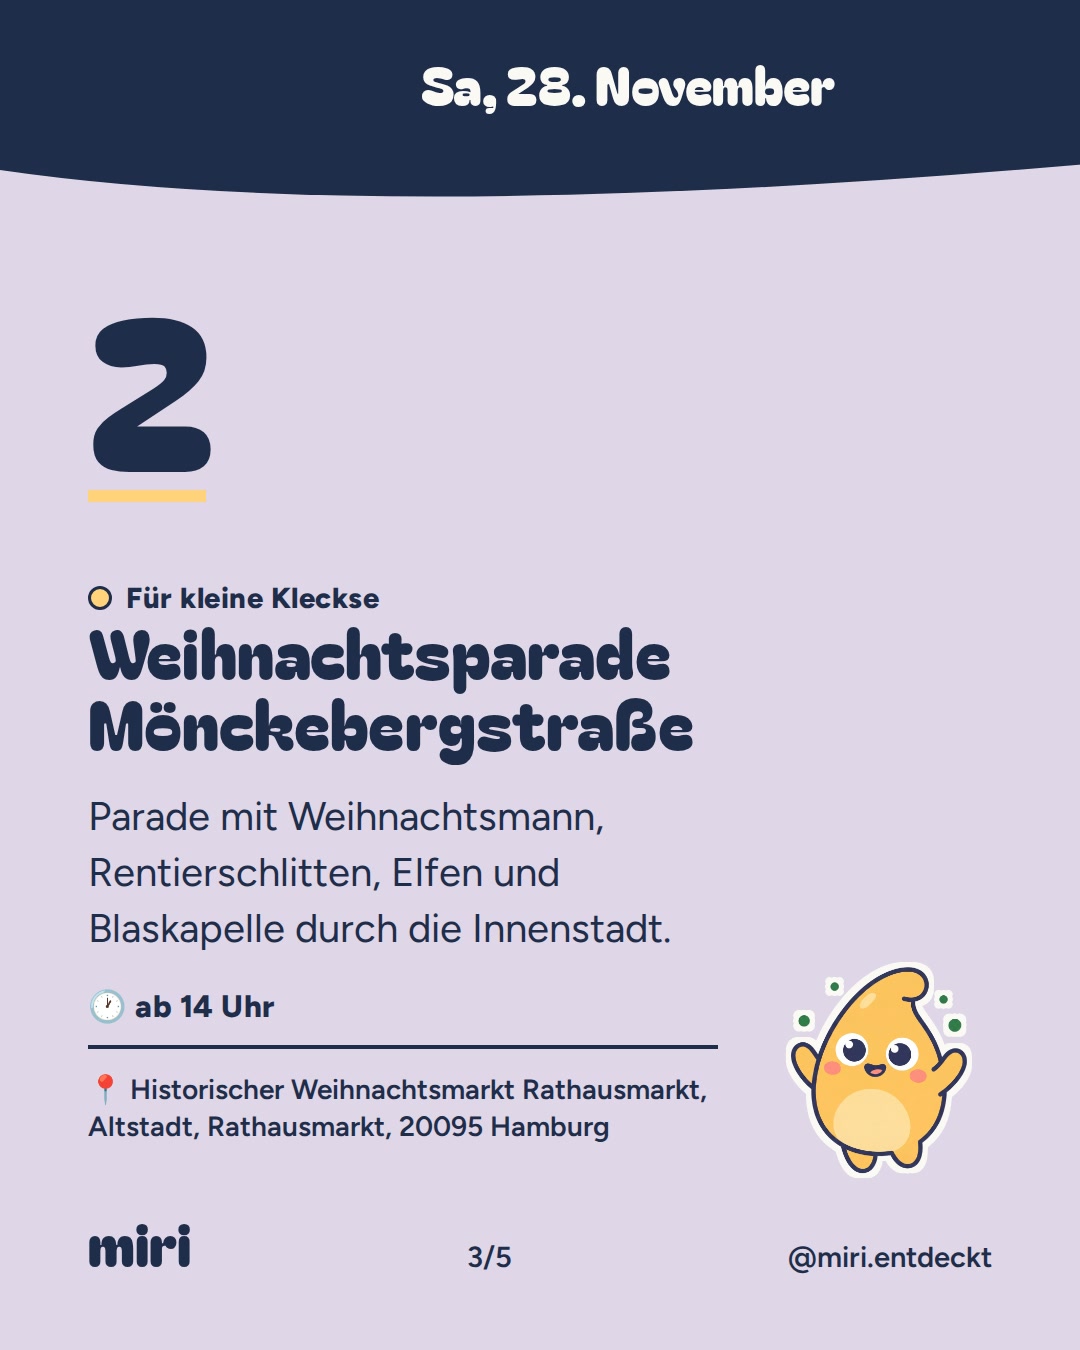 Sa, 28. November
2
Für kleine Kleckse
Weihnachtsparade
Mönckebergstraße
Parade mit Weihnachtsmann,
Rentierschlitten, Elfen und
Blaskapelle durch die Innenstadt.
🕐 ab 14 Uhr
📍 Historischer Weihnachtsmarkt Rathausmarkt,
Altstadt, Rathausmarkt, 20095 Hamburg
miri
3/5
@miri.entdeckt